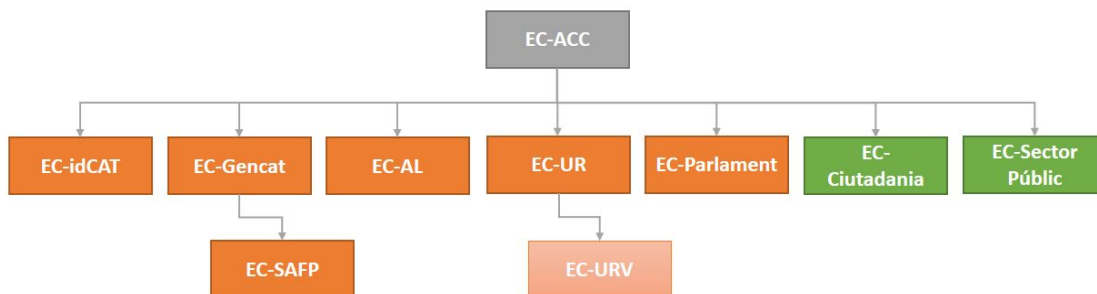 EC-ACC
EC-idCAT
EC-Gencat
EC-AL
EC-UR
EC-Parlament
EC-
Ciutadania
EC-Sector
Públic
EC-SAFP
EC-URV